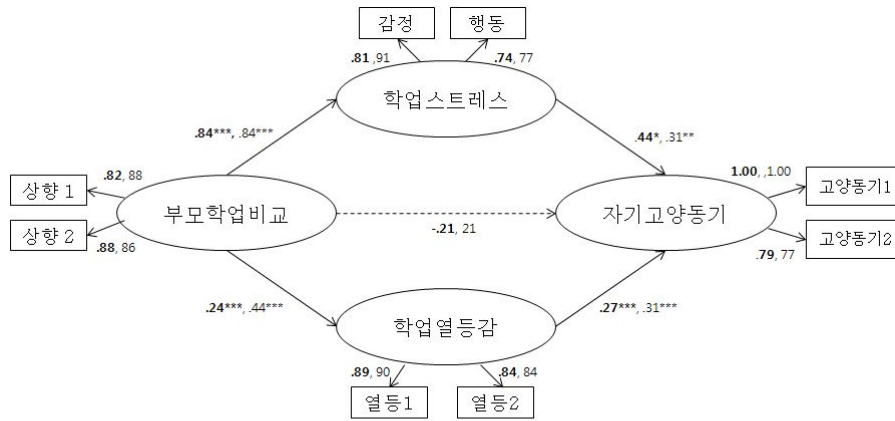 감정 행동
.81 ,91 .74, 77
학업스트레스
.84***, .84***
.44*, .31**
.82, 88
1.00, ,1.00
상향 1
고양동기1
부모학업비교
자기고양동기
상향 2
-.21, 21
고양동기2
.88, 86
.79, 77
.24***, .44***
.27***, .31***
학업열등감
.89, 90 .84, 84
열등1 열등2